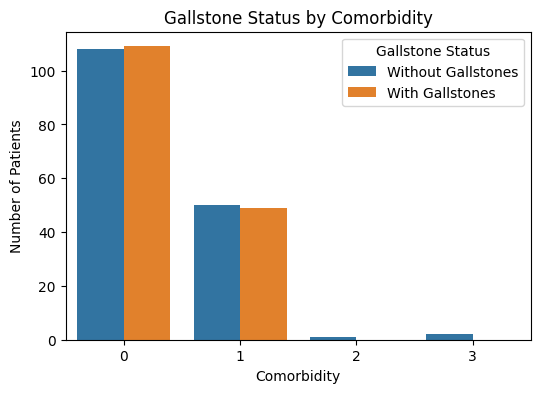 Gallstone Status by Comorbidity
Gallstone Status
Without Gallstones
With Gallstones
Number of Patients
100
80
60
40
20
0
0 1 2 3
Comorbidity